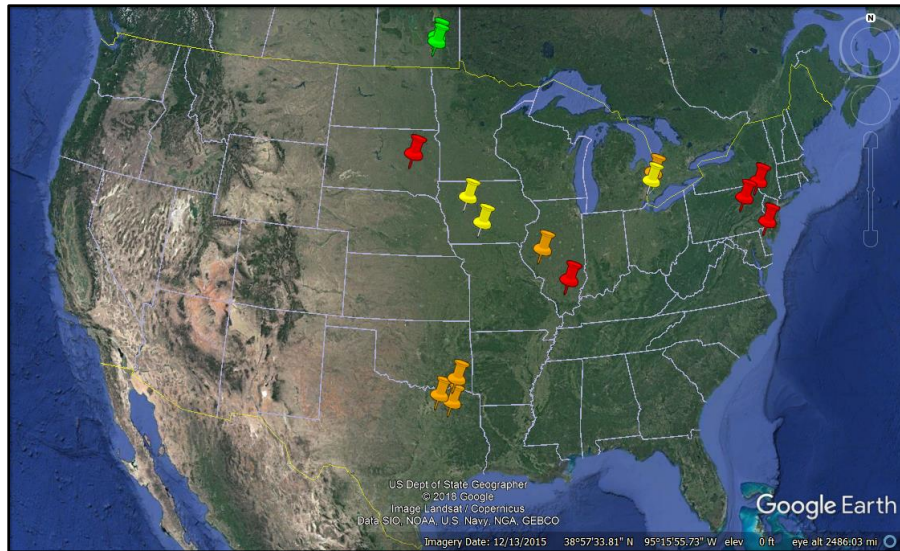 N
US Dept of State Geographer
© 2018 Google
Image Landsat / Copernicus
Data SIO, NOAA, U.S. Navy, NGA, GEBCO
Google Earth
Imagery Date: 12/13/2015 38°57'33.81" N 95°15'55.73" W elev 0 ft eye alt 2486.03 mi